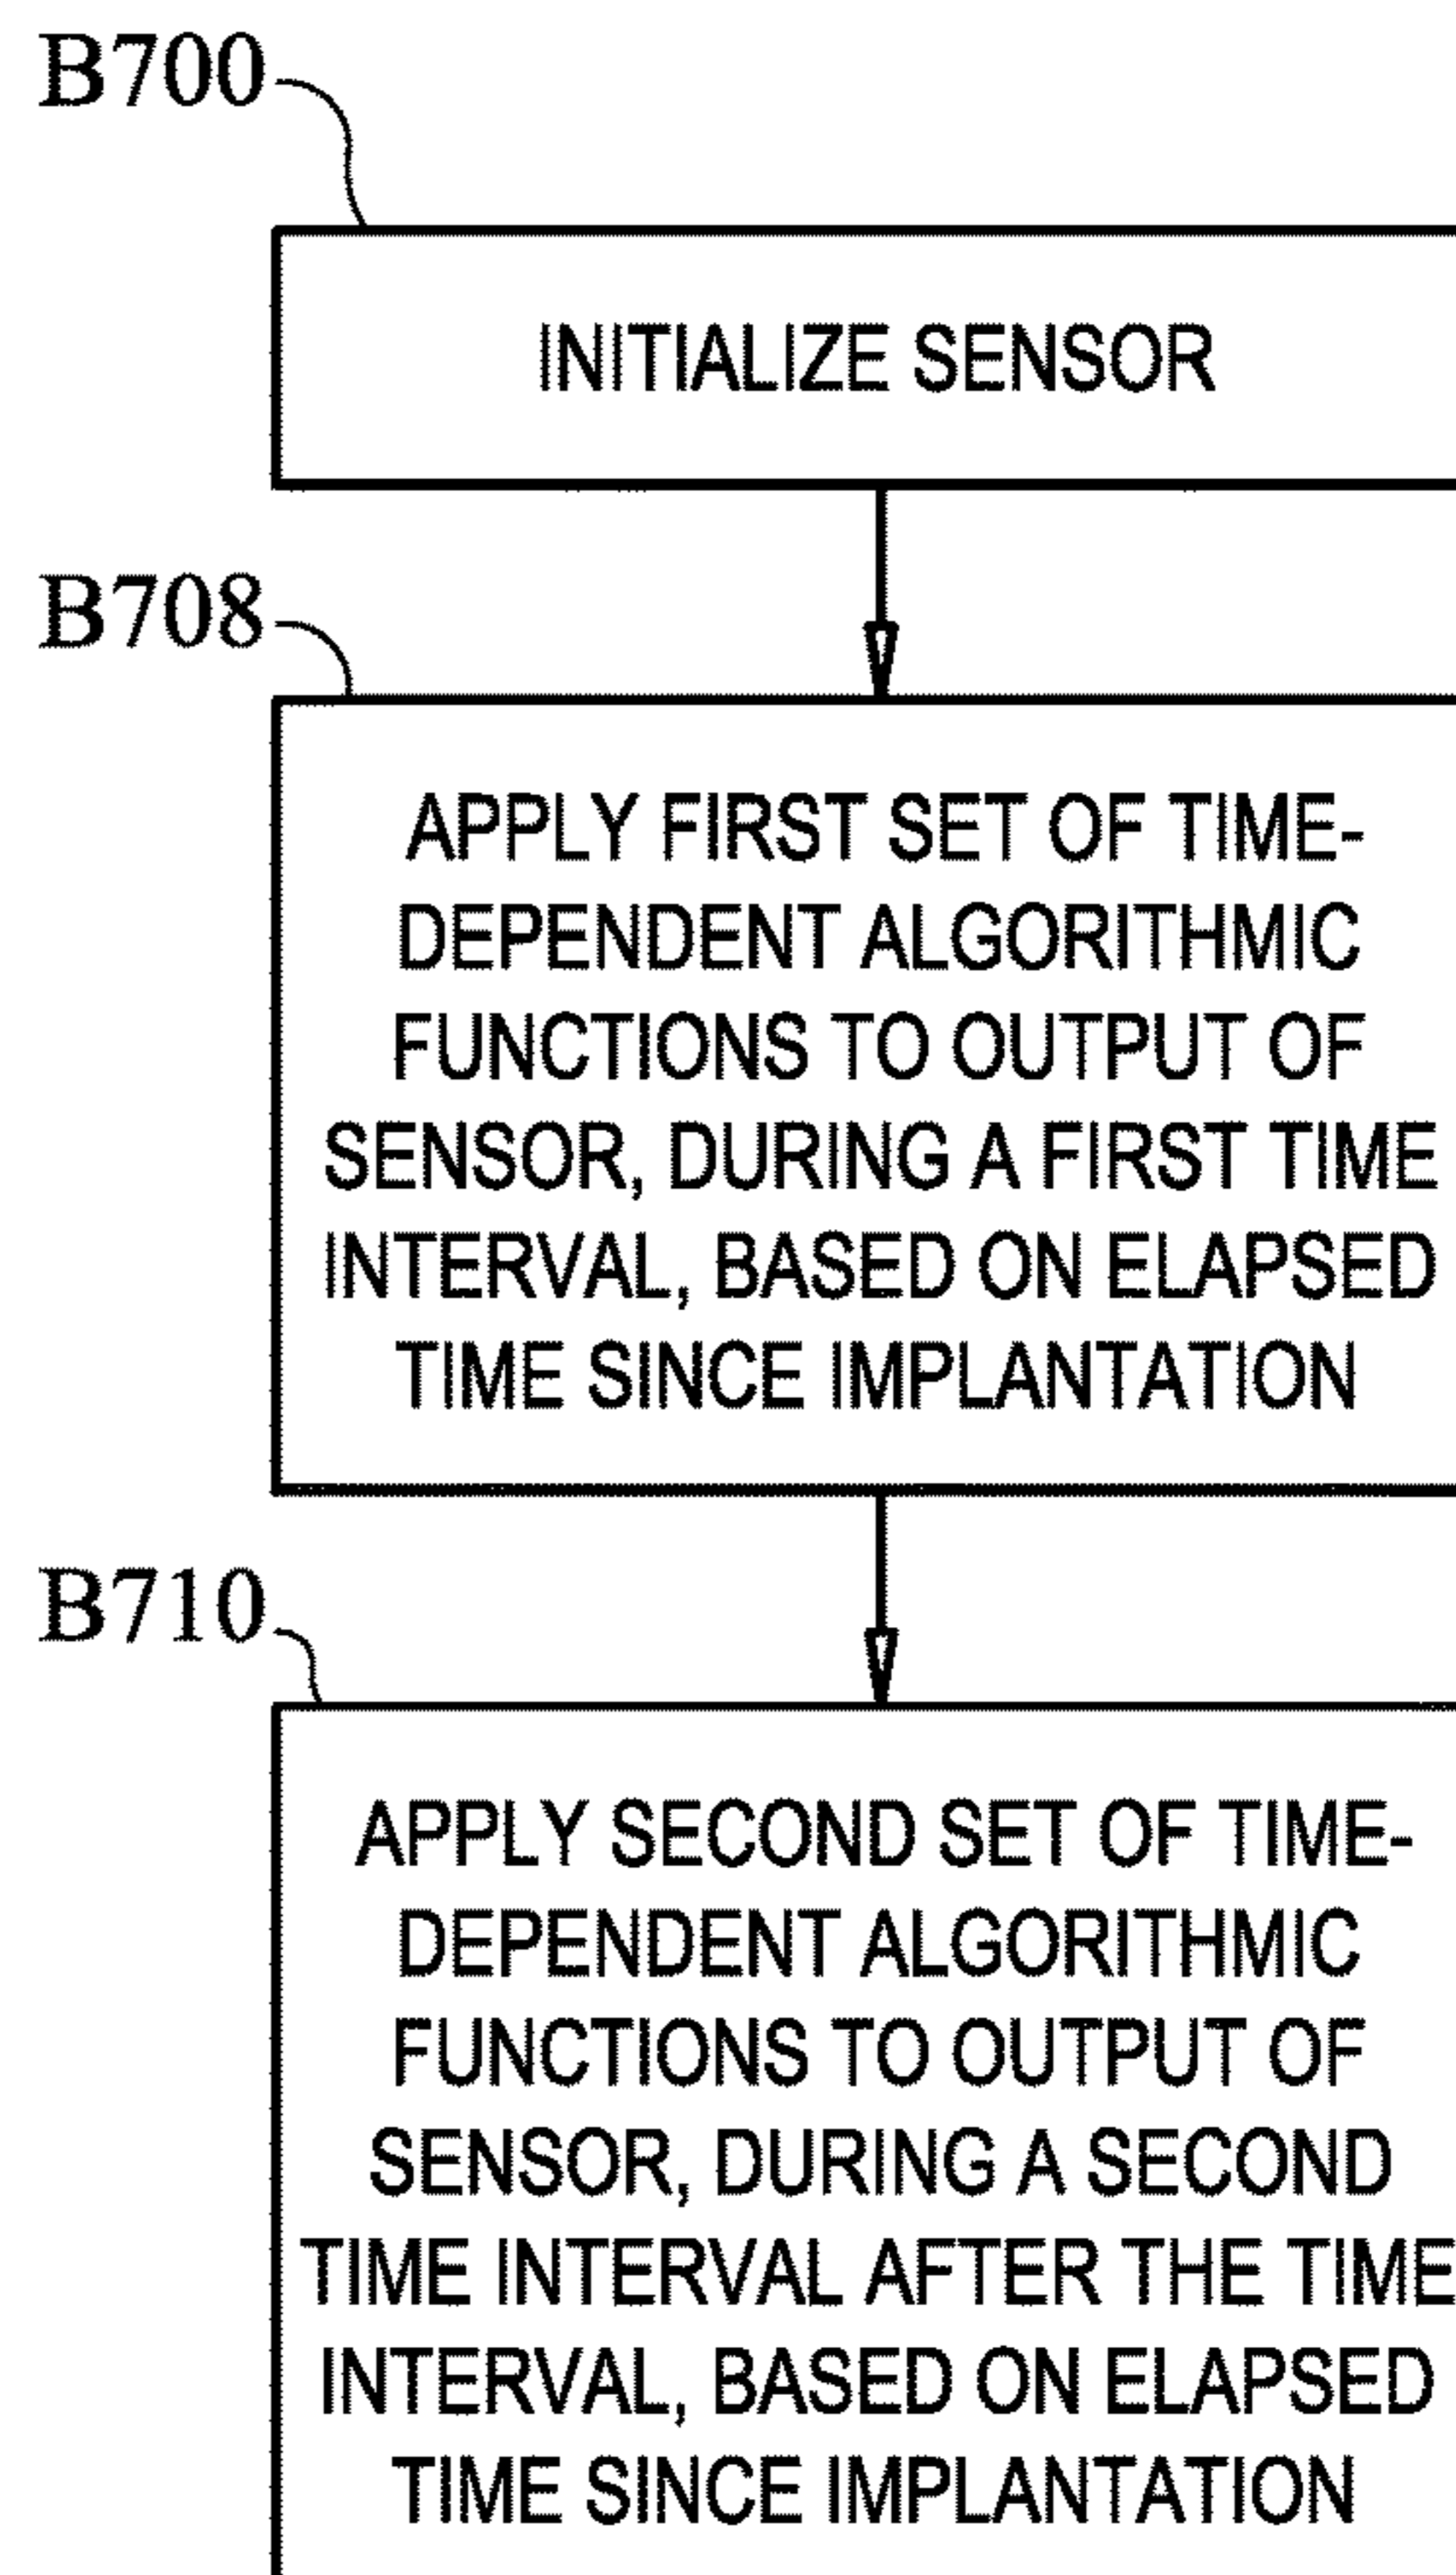 B700
INITIALIZE SENSOR
B708
APPLY FIRST SET OF TIME-
DEPENDENT ALGORITHMIC
FUNCTIONS TO OUTPUT OF
SENSOR, DURING A FIRST TIME
INTERVAL, BASED ON ELAPSED
TIME SINCE IMPLANTATION
B710
APPLY SECOND SET OF TIME-
DEPENDENT ALGORITHMIC
FUNCTIONS TO OUTPUT OF
SENSOR, DURING A SECOND
TIME INTERVAL AFTER THE TIME
INTERVAL, BASED ON ELAPSED
TIME SINCE IMPLANTATION